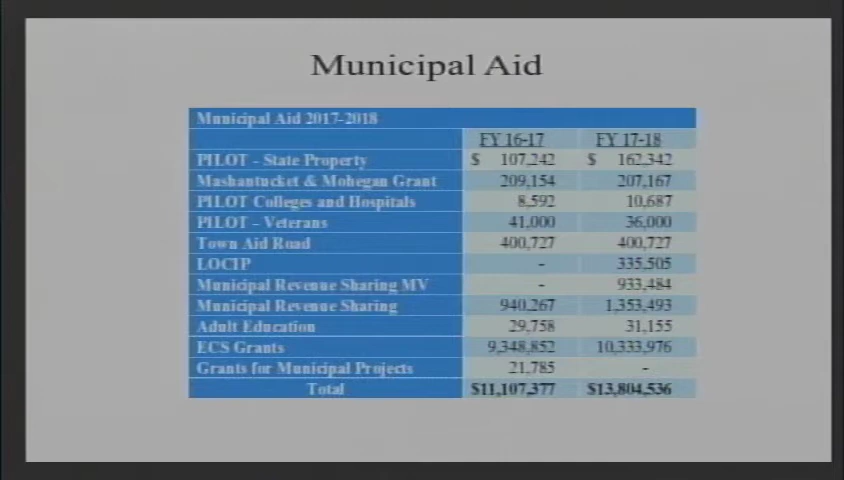 Municipal Aid
Municipal Aid 2017-2018
FY 16-17 FY 17-18
PILOT - State Property $ 107,242 $ 162,342
Mashantucket & Mohegan Grant 209,154 207,167
PILOT Colleges and Hospitals 8,592 10,687
PILOT - Veterans 41,000 36,000
Town Aid Road 400,727 400,727
LOCIP - 335,505
Municipal Revenue Sharing MV - 933,484
Municipal Revenue Sharing 940,267 1,353,493
Adult Education 29,758 31,155
ECS Grants 9,348,852 10,333,976
Grants for Municipal Projects 21,785 -
Total $11,107,377 $13,804,536